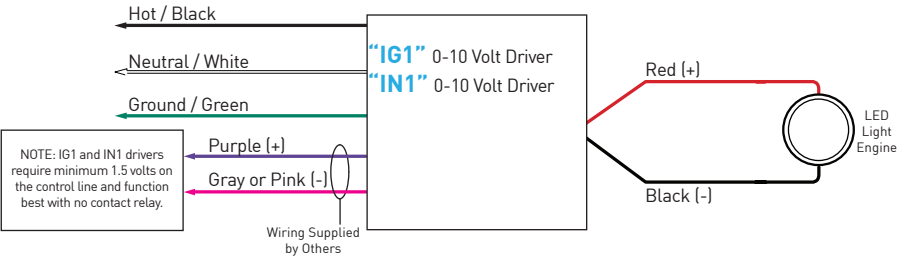 Hot / Black
Neutral / White
Ground / Green
Purple (+)
Gray or Pink (-)
NOTE: IG1 and IN1 drivers
require minimum 1.5 volts on
the control line and function
best with no contact relay.
Wiring Supplied
by Others
“IG1” 0-10 Volt Driver
“IN1” 0-10 Volt Driver
Red (+)
Black (-)
LED
Light
Engine